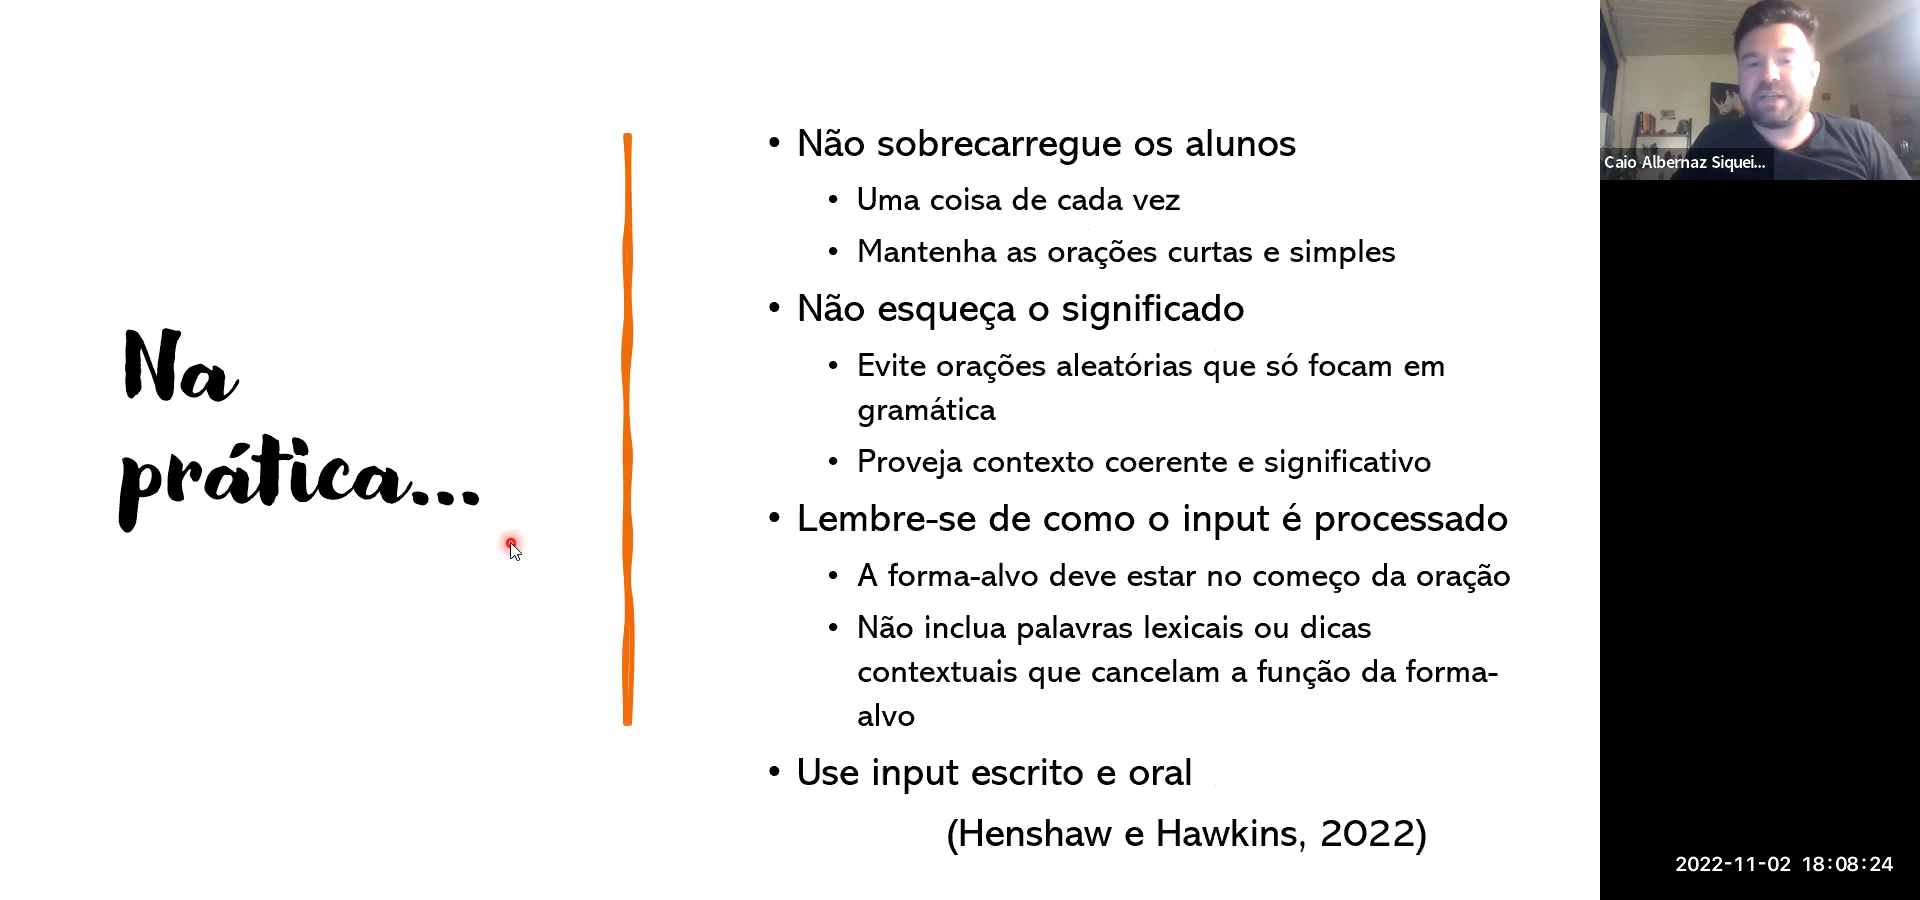 Na
prática...
• Não sobrecarregue os alunos
• Uma coisa de cada vez
• Mantenha as orações curtas e simples
• Não esqueça o significado
• Evite orações aleatórias que só focam em
gramática
• Proveja contexto coerente e significativo
• Lembre-se de como o input é processado
• A forma-alvo deve estar no começo da oração
• Não inclua palavras lexicais ou dicas
contextuais que cancelam a função da forma-
alvo
• Use input escrito e oral
(Henshaw e Hawkins, 2022)
Caio Albernaz Siquei...
2022-11-02 18:08:24